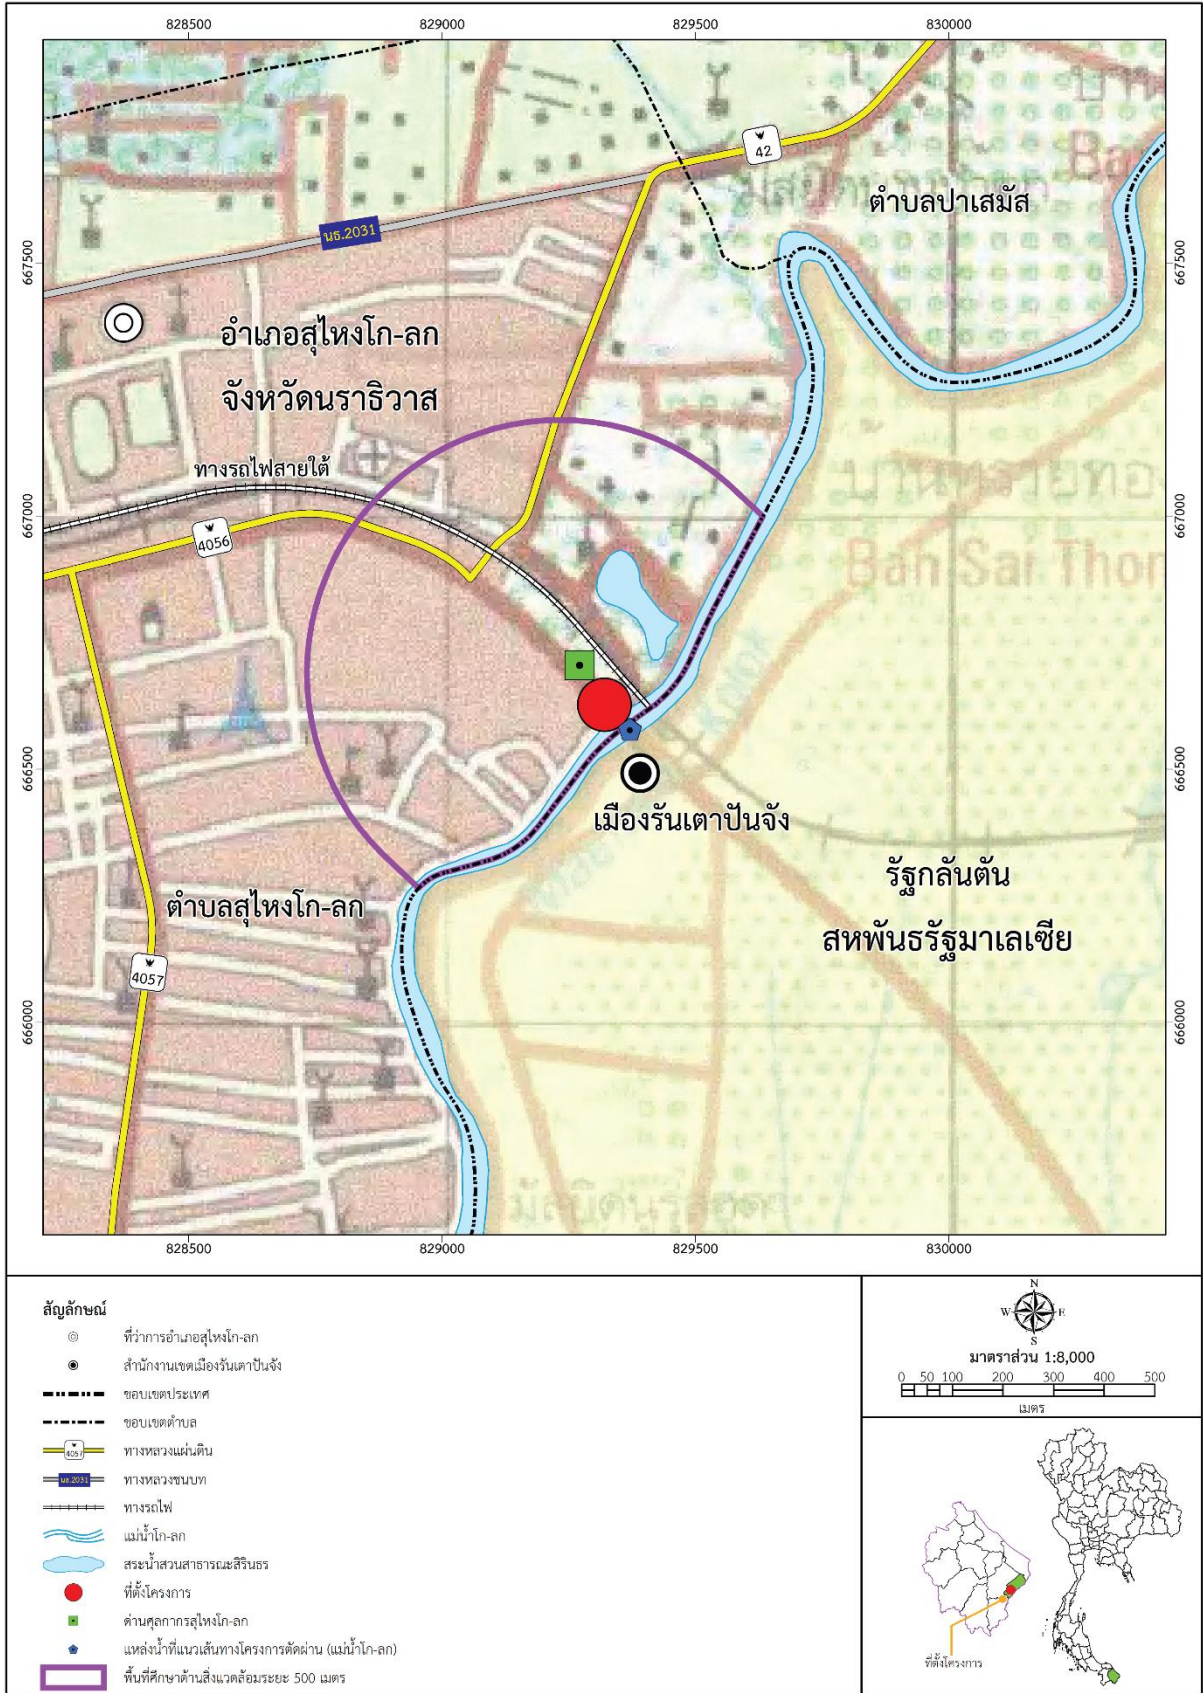 828500
829000
829500
830000
42
ตำบลปาเสมัส
นธ.2031
667500
667500
อำเภอสุไหงโก-ลก
จังหวัดนราธิวาส
ทางรถไฟสายใต้
667000
667000
4056
Ban Sar Thon
666500
666500
เมืองรันเตาปันจัง
รัฐกลันตัน
สหพันธรัฐมาเลเซีย
ตำบลสุไหงโก-ลก
4057
666000
666000
828500
829000
829500
830000
สัญลักษณ์
ที่ว่าการอำเภอสุไหงโก-ลก
สำนักงานเขตเมืองรันเตาปันจัง
ขอบเขตประเทศ
ขอบเขตตำบล
4057 ทางหลวงแผ่นดิน
นธ.2031 ทางหลวงชนบท
ทางรถไฟ
แม่น้ำโก-ลก
สระน้ำสวนสาธารณะสิรินธร
ที่ตั้งโครงการ
ด่านศุลกากรสุไหงโก-ลก
แหล่งน้ำที่แนวเส้นทางโครงการตัดผ่าน (แม่น้ำโก-ลก)
พื้นที่ศึกษาด้านสิ่งแวดล้อมระยะ 500 เมตร
N
W E
S
มาตราส่วน 1:8,000
0 50 100 200 300 400 500
เมตร
ที่ตั้งโครงการ